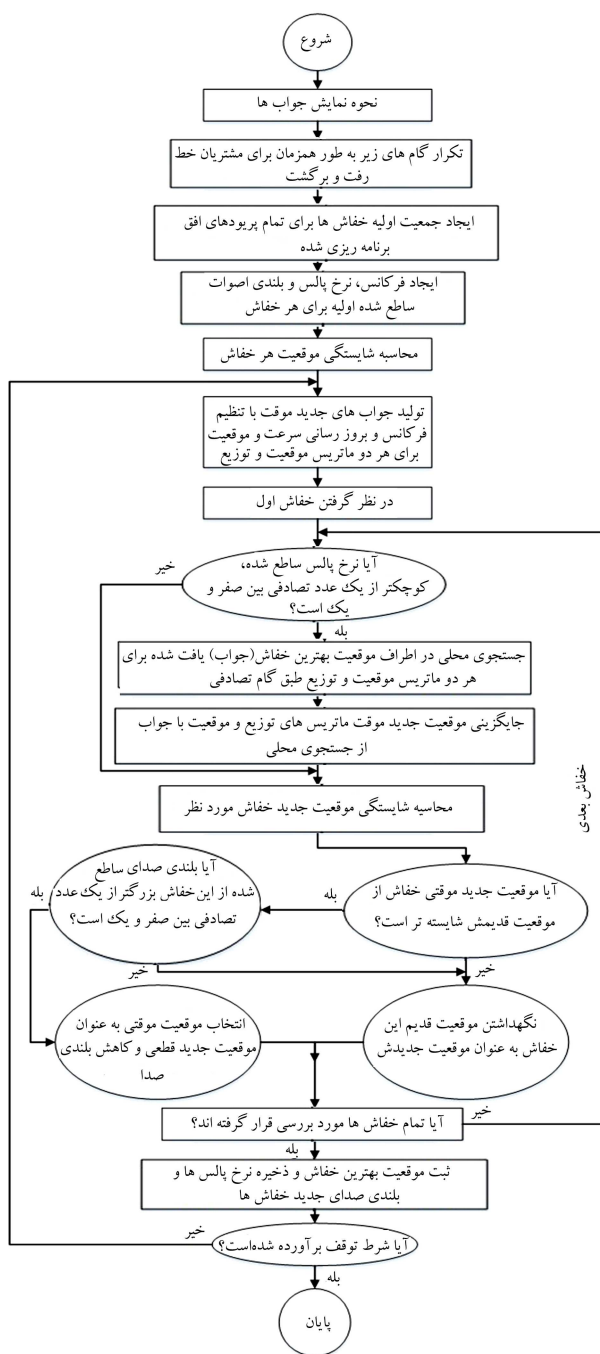 شروع
نحوه نمایش جواب ها
تکرار گام های زیر به طور همزمان برای مشتریان خط
رفت و برگشت
ایجاد جمعیت اولیه خفاش ها برای تمام پریودهای افق
برنامه ریزی شده
ایجاد فرکانس، نرخ پالس و بلندی اصوات
ساطع شده اولیه برای هر خفاش
محاسبه شایستگی موقعیت هر خفاش
تولید جواب های جدید موقت با تنظیم
فرکانس و بروز رسانی سرعت و موقعیت
برای هر دو ماتریس موقعیت و توزیع
در نظر گرفتن خفاش اول
آیا نرخ پالس ساطع شده،
کوچکتر از یک عدد تصادفی بین صفر و
یک است؟
خیر
بله
جستجوی محلی در اطراف موقعیت بهترین خفاش(جواب) یافت شده برای
هر دو ماتریس موقعیت و توزیع طبق گام تصادفی
جایگزینی موقعیت جدید موقت ماتریس های توزیع و موقعیت با جواب
از جستجوی محلی
خفاش بعدی
محاسبه شایستگی موقعیت جدید خفاش مورد نظر
آیا موقعیت جدید موقتی خفاش از
موقعیت قدیمش شایسته تر است؟
بله
آیا بلندی صدای ساطع
شده از این خفاش بزرگتر از یک عدد
تصادفی بین صفر و یک است؟
بله
خیر
خیر
نگهداشتن موقعیت قدیم این
خفاش به عنوان موقعیت جدیدش
انتخاب موقعیت موقتی به عنوان
موقعیت جدید قطعی و کاهش بلندی
صدا
آیا تمام خفاش ها مورد بررسی قرار گرفته اند؟
خیر
بله
ثبت موقعیت بهترین خفاش و ذخیره نرخ پالس ها و
بلندی صدای جدید خفاش ها
آیا شرط توقف برآورده شده‌است؟
خیر
بله
پایان